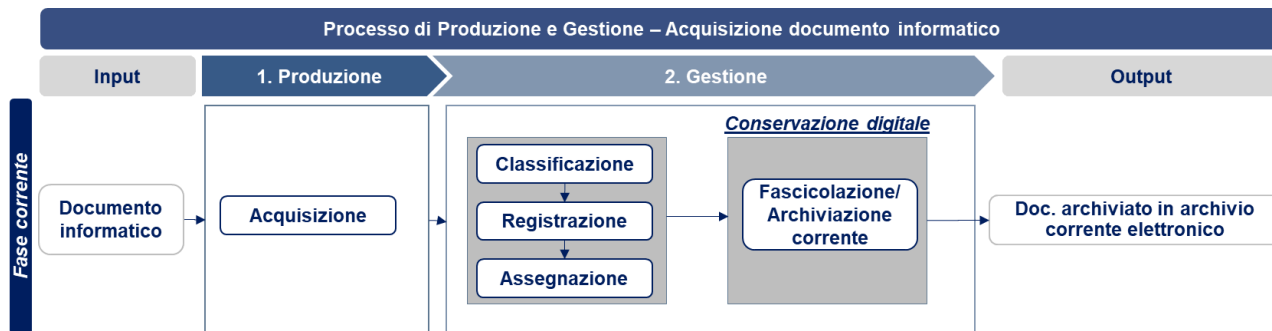 Processo di Produzione e Gestione – Acquisizione documento informatico
Input
1. Produzione
2. Gestione
Output
Fase corrente
Documento
informatico
Acquisizione
Classificazione
Registrazione
Assegnazione
Conservazione digitale
Fascicolazione/
Archiviazione
corrente
Doc. archiviato in archivio
corrente elettronico